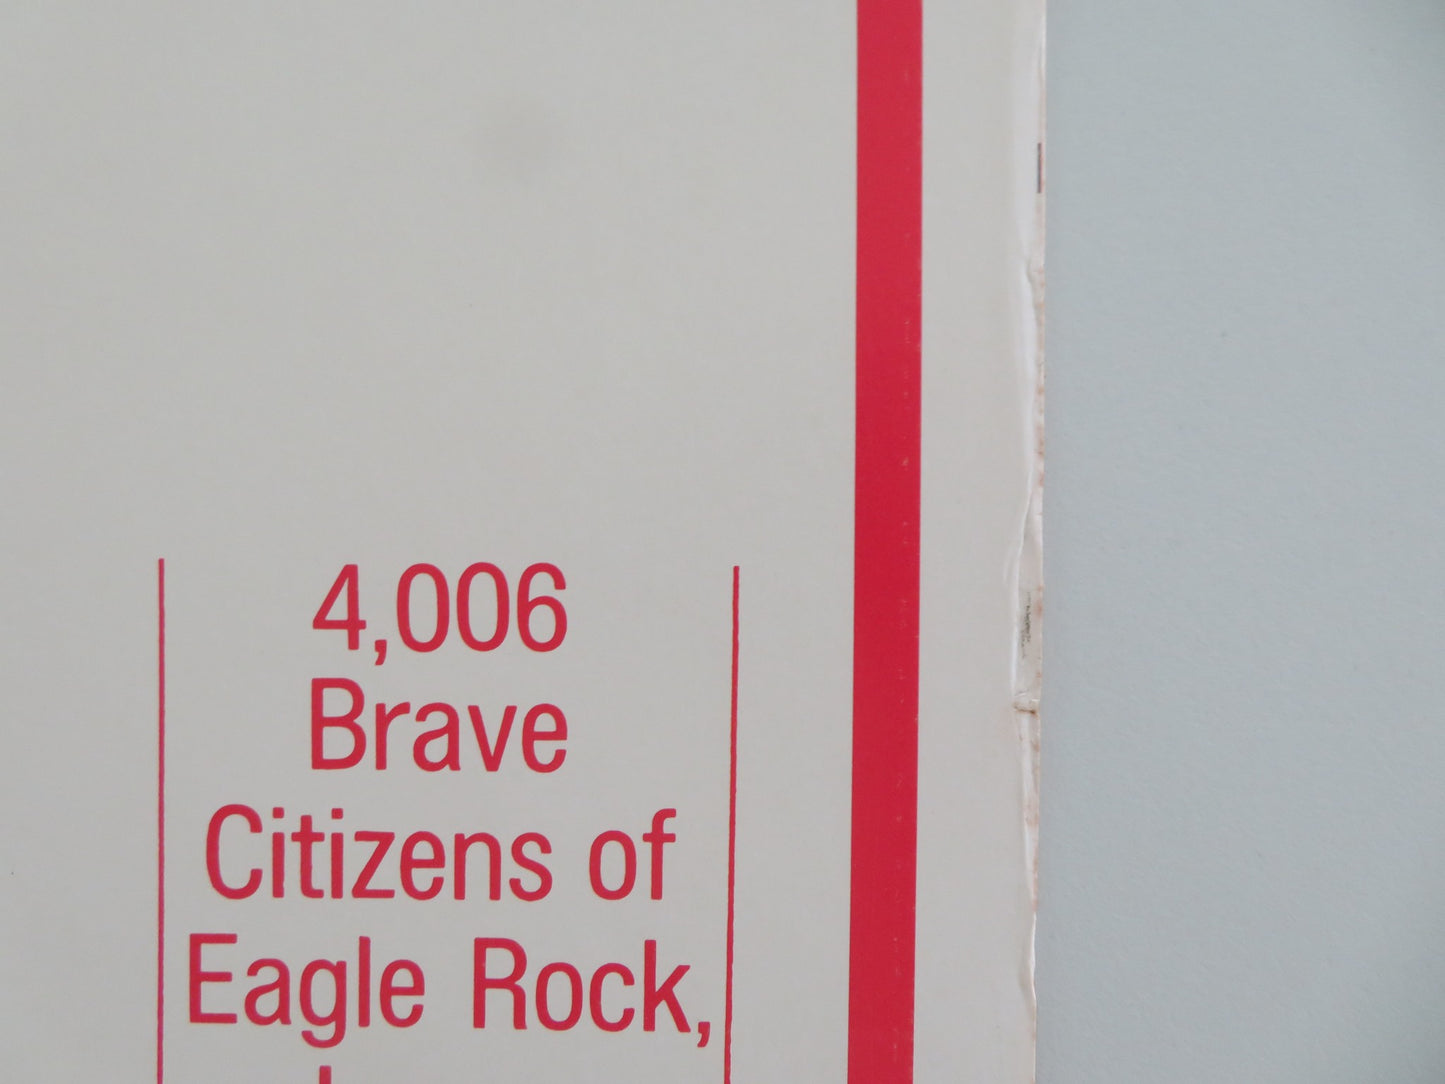 4,006
Brave
Citizens of
Eagle Rock,